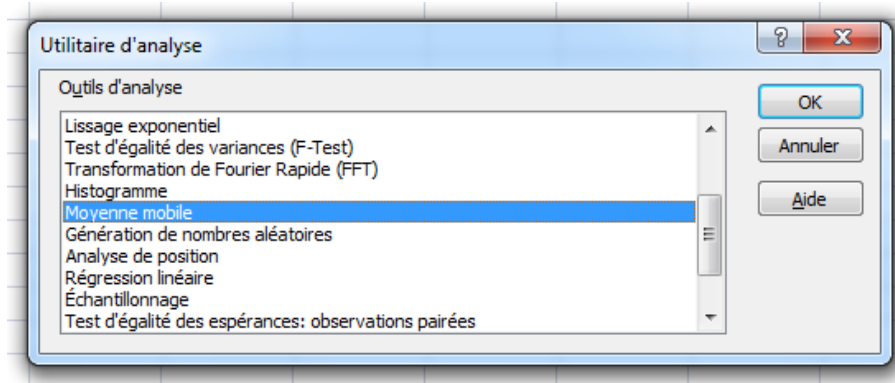 Utilitaire d'analyse
Outils d'analyse
Lissage exponentiel
Test d'égalité des variances (F-Test)
Transformation de Fourier Rapide (FFT)
Histogramme
Moyenne mobile
Génération de nombres aléatoires
Analyse de position
Régression linéaire
Échantillonnage
Test d'égalité des espérances: observations pairées
OK
Annuler
Aide